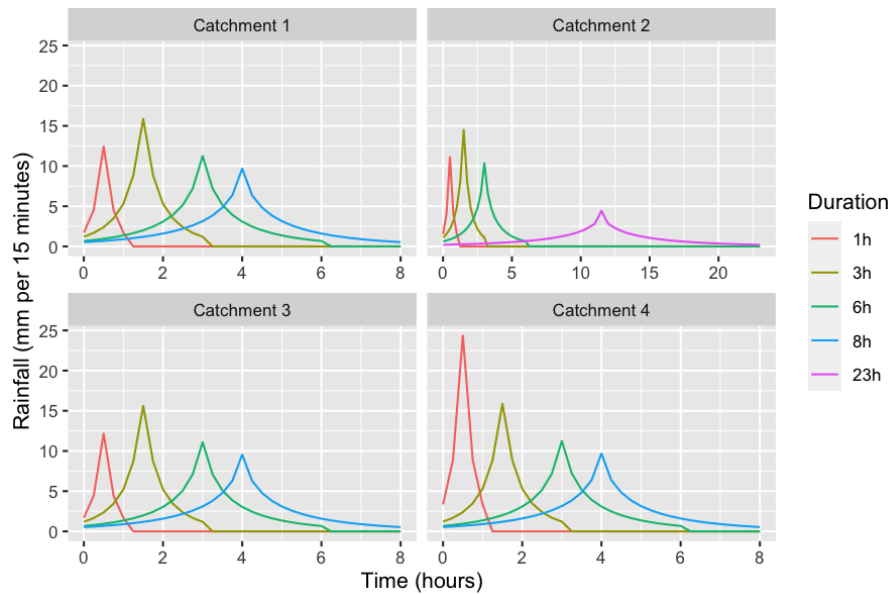 Catchment 1
Catchment 2
25
20
15
10
5
0
0 2 4 6 8
0 5 10 15 20
Catchment 3
Catchment 4
25
20
15
10
5
0
0 2 4 6 8
0 2 4 6 8
Rainfall (mm per 15 minutes)
Time (hours)
Duration
1h
3h
6h
8h
23h